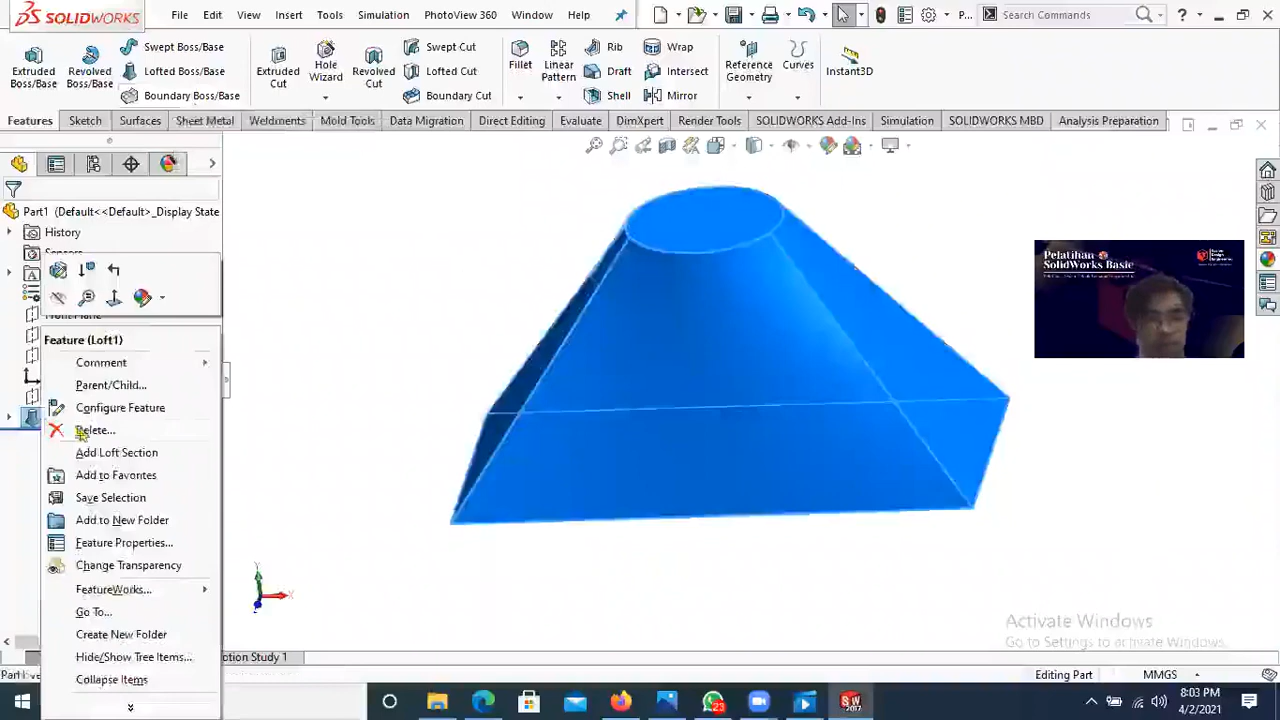 SOLIDWORKS File Edit View Insert Tools Simulation PhotoView 360 Window Help P... Search Commands
Extruded Boss/Base
Revolved Boss/Base
Swept Boss/Base
Lofted Boss/Base
Boundary Boss/Base
Extruded Cut
Hole Wizard
Revolved Cut
Swept Cut
Lofted Cut
Boundary Cut
Fillet
Linear Pattern
Rib
Draft
Shell
Wrap
Intersect
Mirror
Reference Geometry
Curves
Instant3D
Features Sketch Surfaces Sheet Metal Weldments Mold Tools Data Migration Direct Editing Evaluate DimXpert Render Tools SOLIDWORKS Add-Ins Simulation SOLIDWORKS MBD Analysis Preparation
Part1 (Default<<Default>_Display State
History
Sensors
Front Plane
Feature (Loft1)
Comment
Parent/Child...
Configure Feature
Delete...
Add Loft Section
Add to Favorites
Save Selection
Add to New Folder
Feature Properties...
Change Transparency
FeatureWorks...
Go To...
Create New Folder
Hide/Show Tree Items...
Collapse Items
Pelatihan
SolidWorks Basic
Y
X
Z
Activate Windows
Go to Settings to activate Windows.
otion Study 1
Editing Part MMGS
23
SW
2017
8:03 PM
4/2/2021